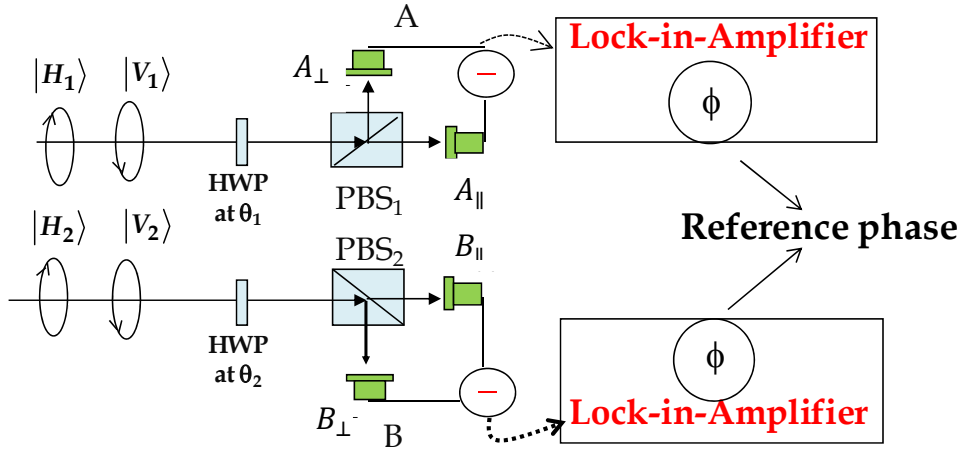 A
Lock-in-Amplifier
A⊥
|H₁⟩
|V₁⟩
−
ϕ
HWP
at θ₁
PBS₁
A∥
Reference phase
|H₂⟩
|V₂⟩
PBS₂
B∥
HWP
at θ₂
ϕ
−
B⊥
B
Lock-in-Amplifier